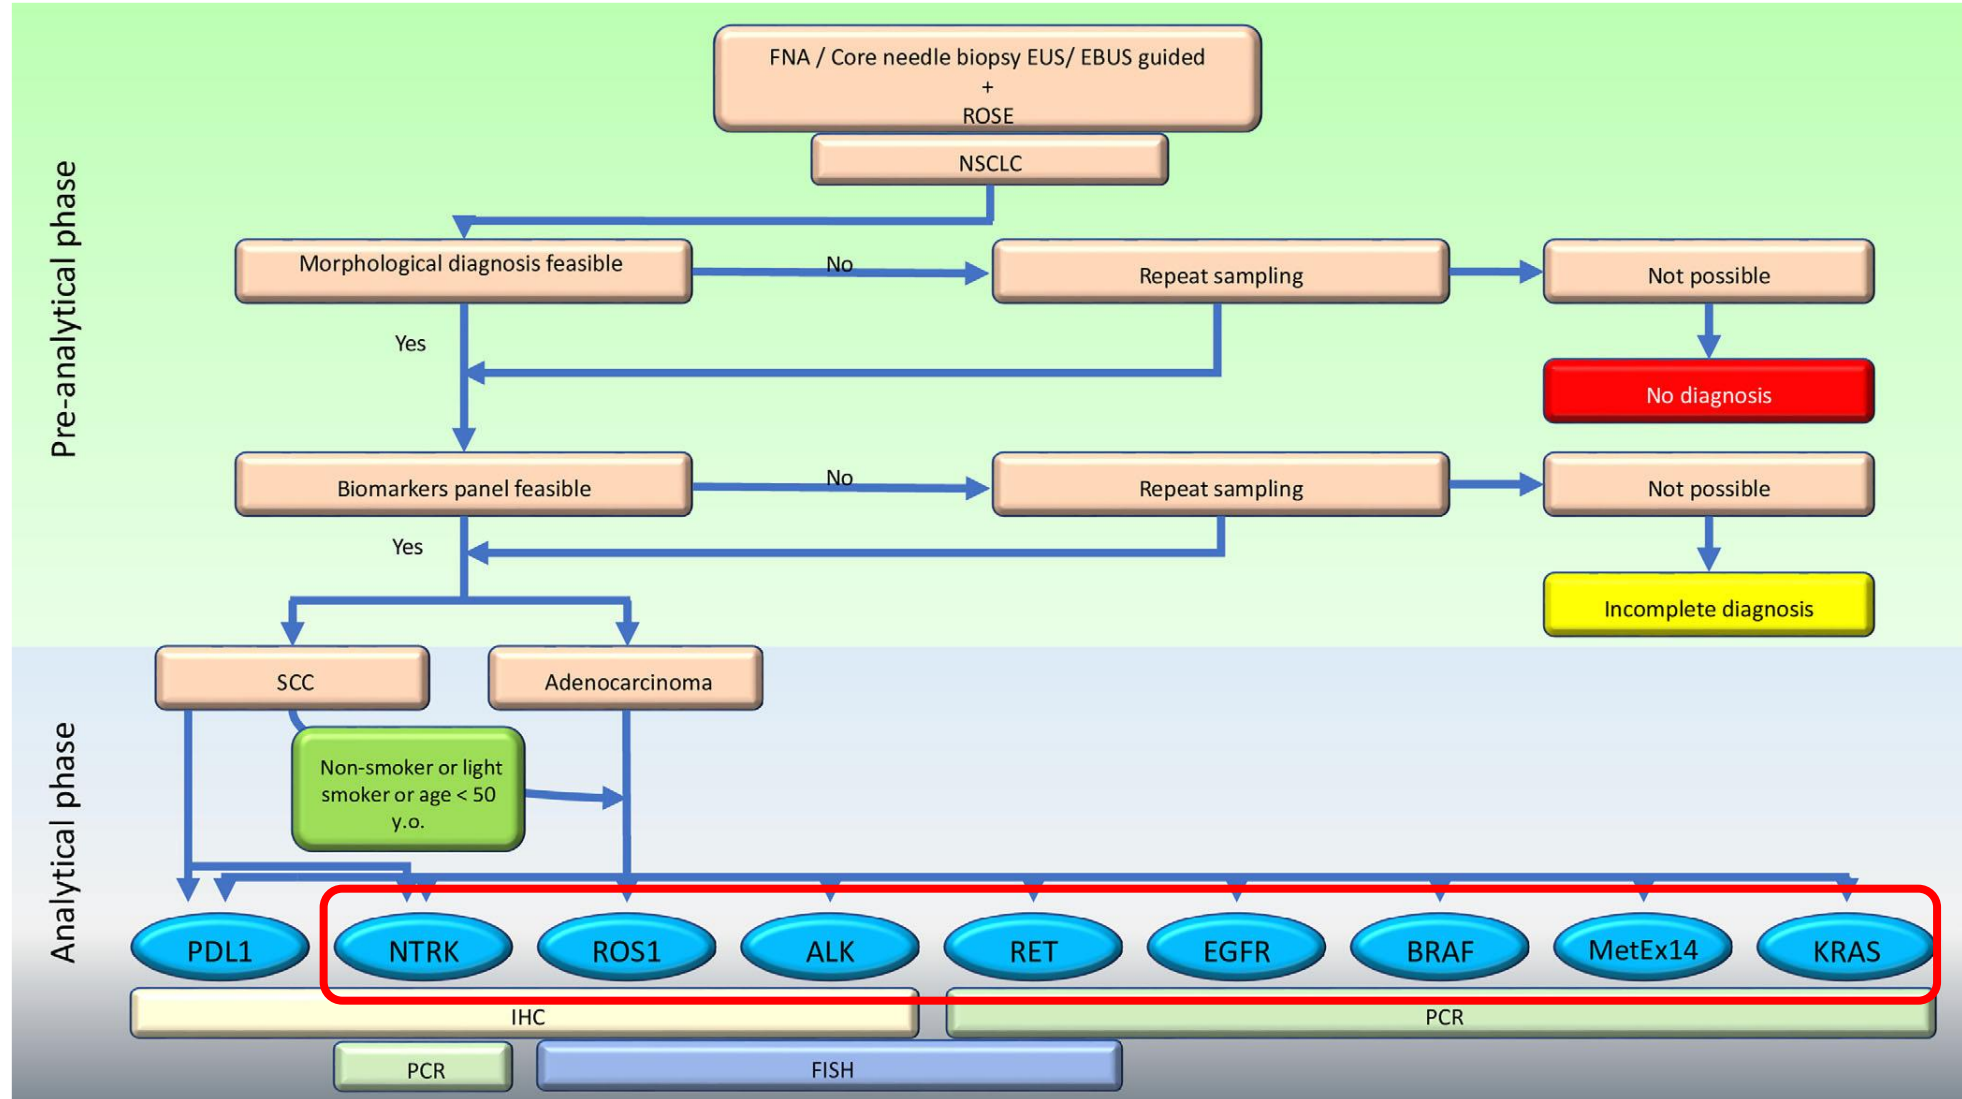 FNA / Core needle biopsy EUS/ EBUS guided
+
ROSE
NSCLC
Pre-analytical phase
Morphological diagnosis feasible
No
Repeat sampling
Not possible
Yes
No diagnosis
Biomarkers panel feasible
No
Repeat sampling
Not possible
Yes
Incomplete diagnosis
Analytical phase
SCC
Adenocarcinoma
Non-smoker or light
smoker or age < 50
y.o.
PDL1
NTRK
ROS1
ALK
RET
EGFR
BRAF
MetEx14
KRAS
IHC
PCR
PCR
FISH